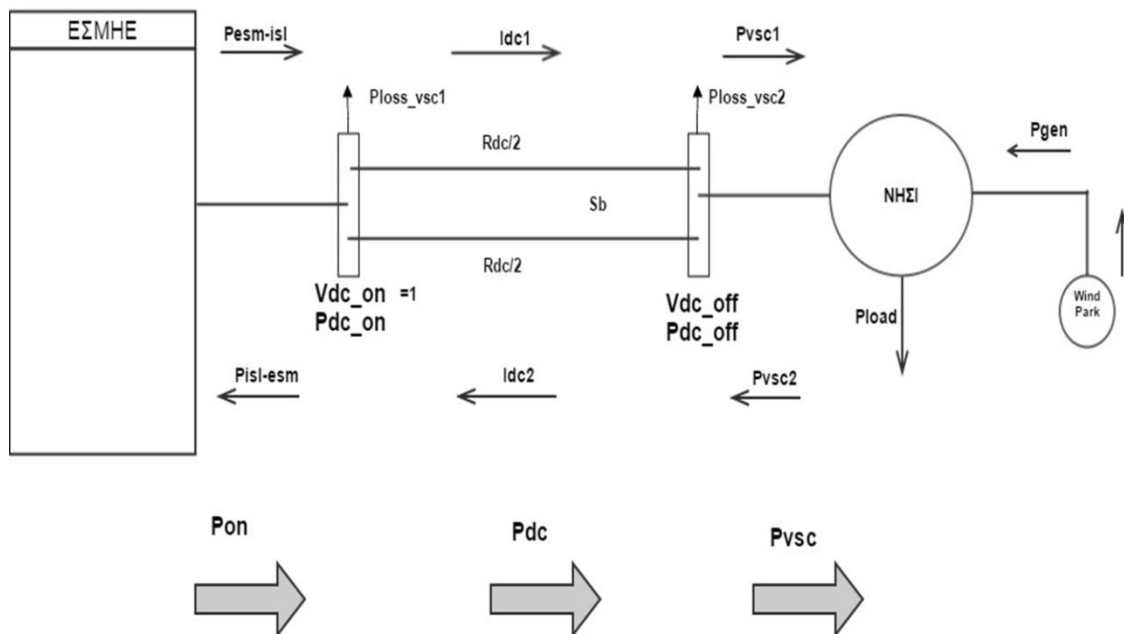 ΕΣΜΗΕ
Pesm-isl
Idc1
Pvsc1
Ploss_vsc1
Ploss_vsc2
Pgen
Rdc/2
Sb
ΝΗΣΙ
Rdc/2
Vdc_on =1
Pdc_on
Vdc_off
Pdc_off
Pload
Wind
Park
Pisl-esm
Idc2
Pvsc2
Pon
Pdc
Pvsc